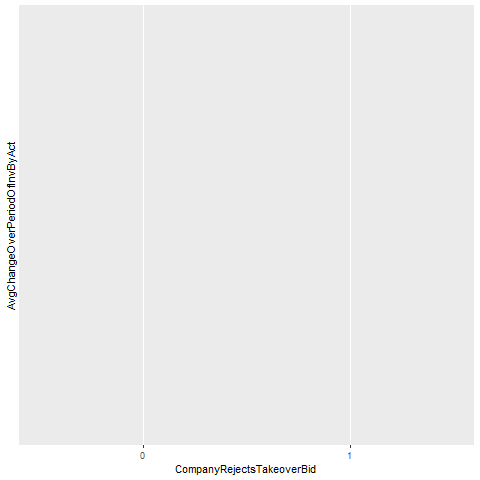 AvgChangeOverPeriodOfInvByAct
0 1
CompanyRejectsTakeoverBid